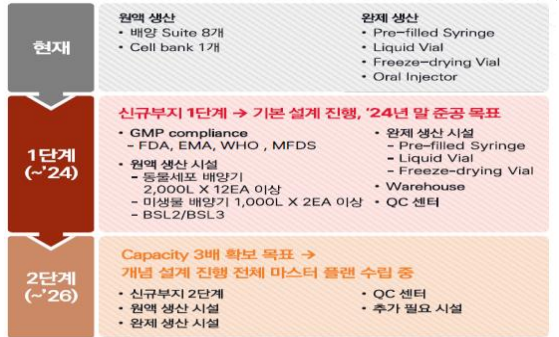 현재
원액 생산
• 배양 Suite 8개
• Cell bank 1개
완제 생산
• Pre-filled Syringe
• Liquid Vial
• Freeze-drying Vial
• Oral Injector
1단계
(~'24)
신규부지 1단계 → 기본 설계 진행, '24년 말 준공 목표
• GMP compliance
- FDA, EMA, WHO , MFDS
• 원액 생산 시설
- 동물세포 배양기
2,000L X 12EA 이상
- 미생물 배양기 1,000L X 2EA 이상
- BSL2/BSL3
• 완제 생산 시설
- Pre-filled Syringe
- Liquid Vial
- Freeze-drying Vial
• Warehouse
• QC 센터
2단계
(~'26)
Capacity 3배 확보 목표 →
개념 설계 진행 전체 마스터 플랜 수립 중
• 신규부지 2단계
• 원액 생산 시설
• 완제 생산 시설
• QC 센터
• 추가 필요 시설